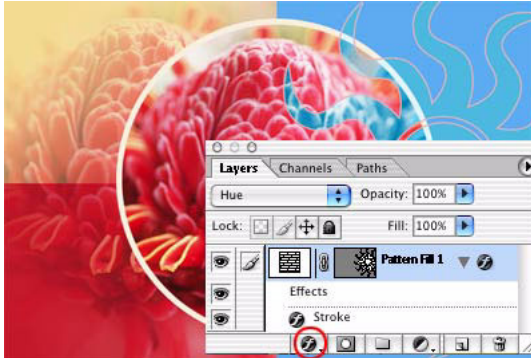 Layers Channels Paths
Hue Opacity: 100%
Lock: Fill: 100%
Pattern Fill 1
Effects
Stroke